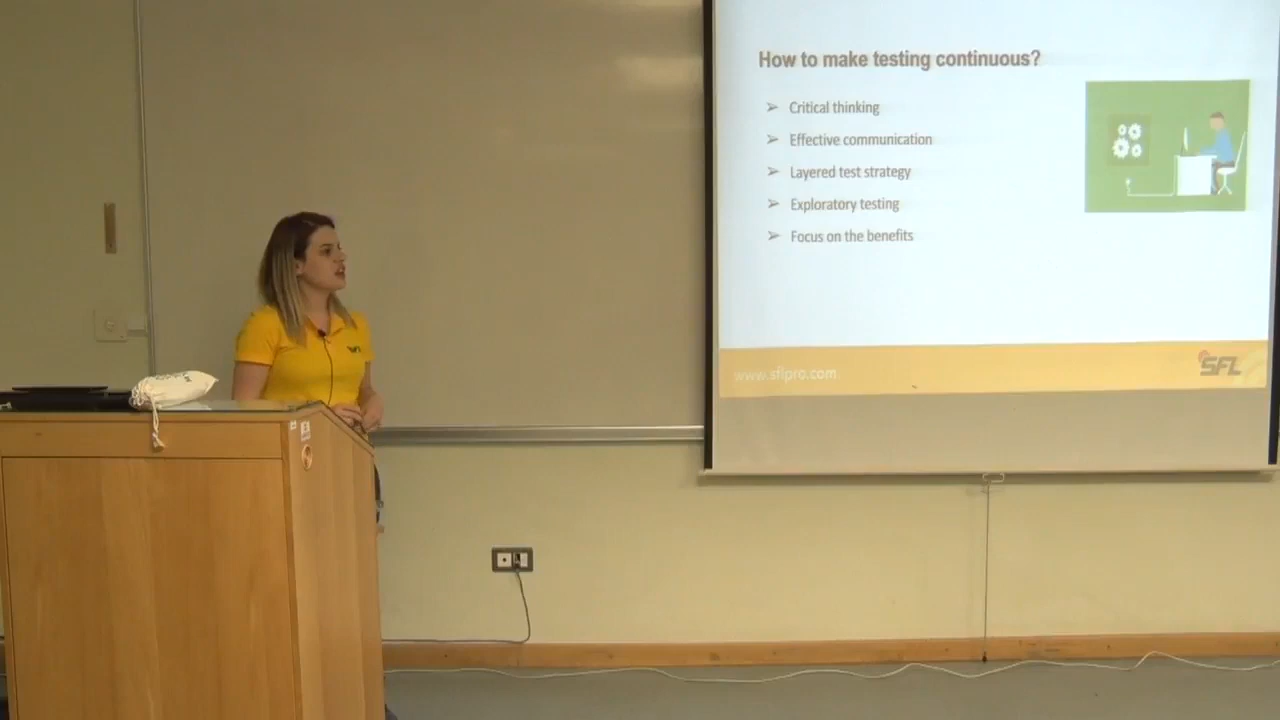 How to make testing continuous?
➢ Critical thinking
➢ Effective communication
➢ Layered test strategy
➢ Exploratory testing
➢ Focus on the benefits
www.sflpro.com
SFL